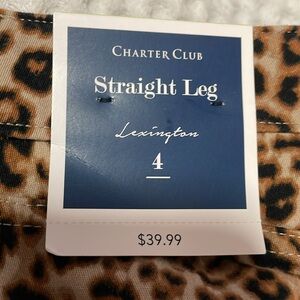 CHARTER CLUB
Straight Leg
Lexington
4
$39.99